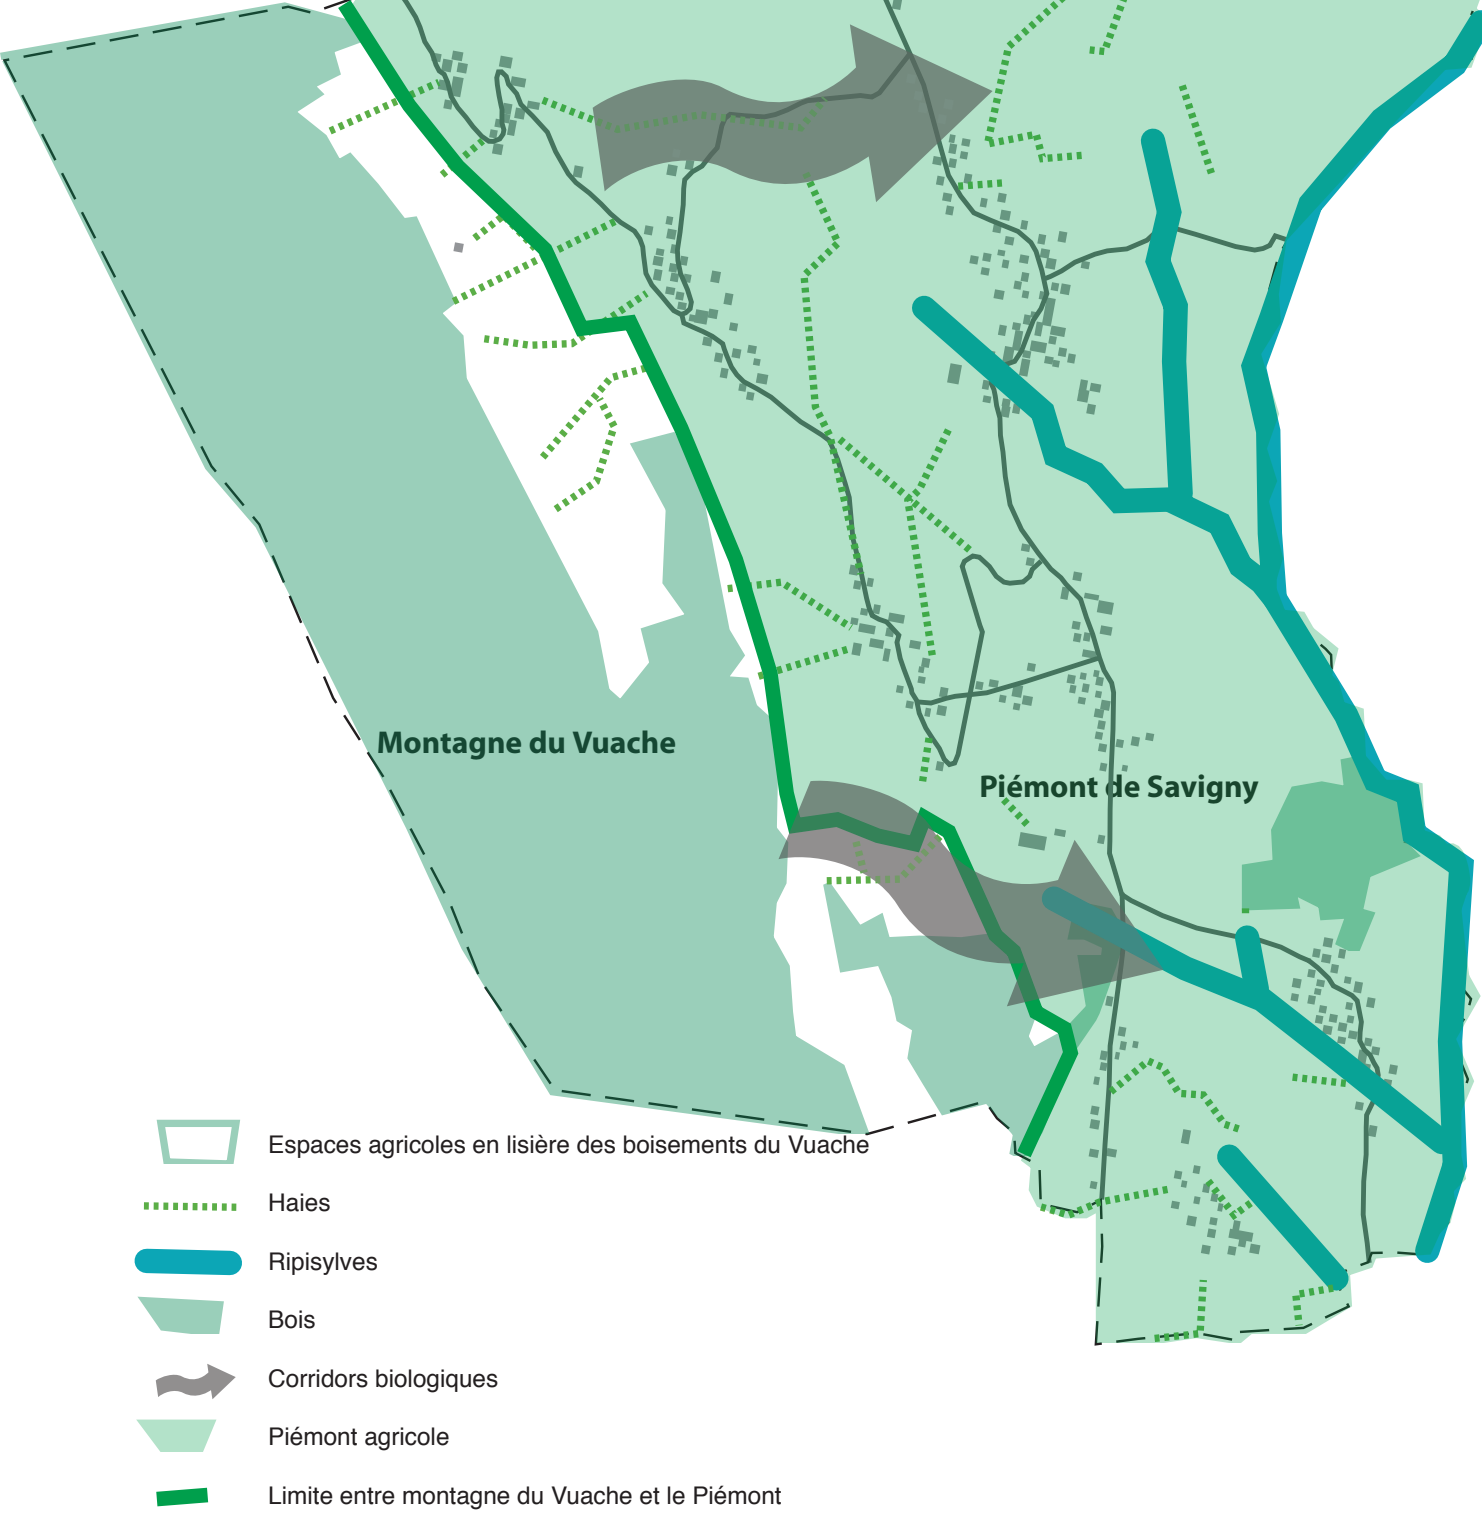 Montagne du Vuache
Piémont de Savigny
Espaces agricoles en lisière des boisements du Vuache
Haies
Ripisylves
Bois
Corridors biologiques
Piémont agricole
Limite entre montagne du Vuache et le Piémont